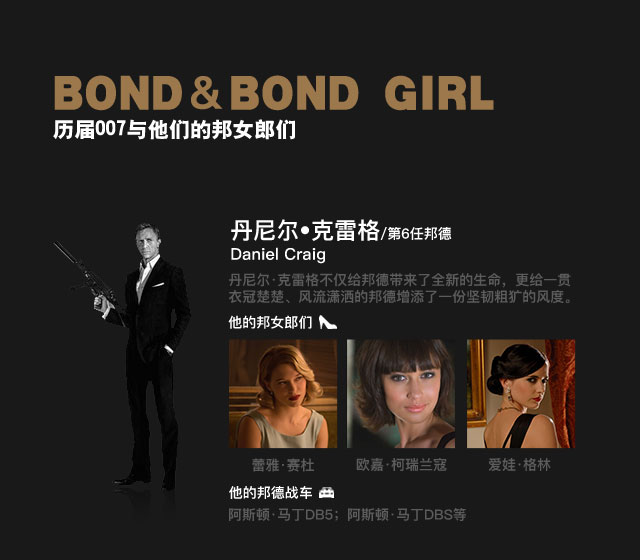 BOND & BOND GIRL
历届007与他们的邦女郎们
丹尼尔•克雷格/第6任邦德
Daniel Craig
丹尼尔·克雷格不仅给邦德带来了全新的生命，更给一贯
衣冠楚楚、风流潇洒的邦德增添了一份坚韧粗犷的风度。
他的邦女郎们
蕾雅·赛杜
欧嘉·柯瑞兰寇
爱娃·格林
他的邦德战车
阿斯顿·马丁DB5；阿斯顿·马丁DBS等